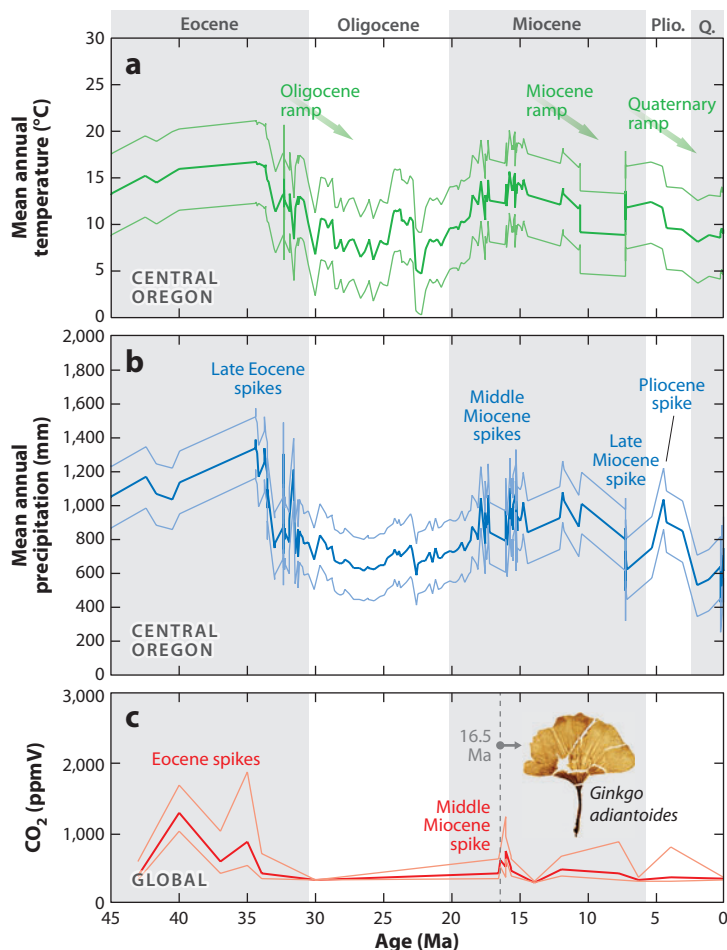 Eocene Oligocene Miocene Plio. Q.
a
30
25
20
15
10
5
0
Mean annual
temperature (°C)
Oligocene
ramp
Miocene
ramp
Quaternary
ramp
CENTRAL
OREGON
b
2,000
1,800
1,600
1,400
1,200
1,000
800
600
400
200
0
Mean annual
precipitation (mm)
Late Eocene
spikes
Middle
Miocene
spikes
Late
Miocene
spike
Pliocene
spike
CENTRAL
OREGON
c
3,000
2,000
1,000
0
CO₂ (ppmV)
Eocene spikes
Middle
Miocene
spike
16.5
Ma
Ginkgo
adiantoides
GLOBAL
45 40 35 30 25 20 15 10 5 0
Age (Ma)